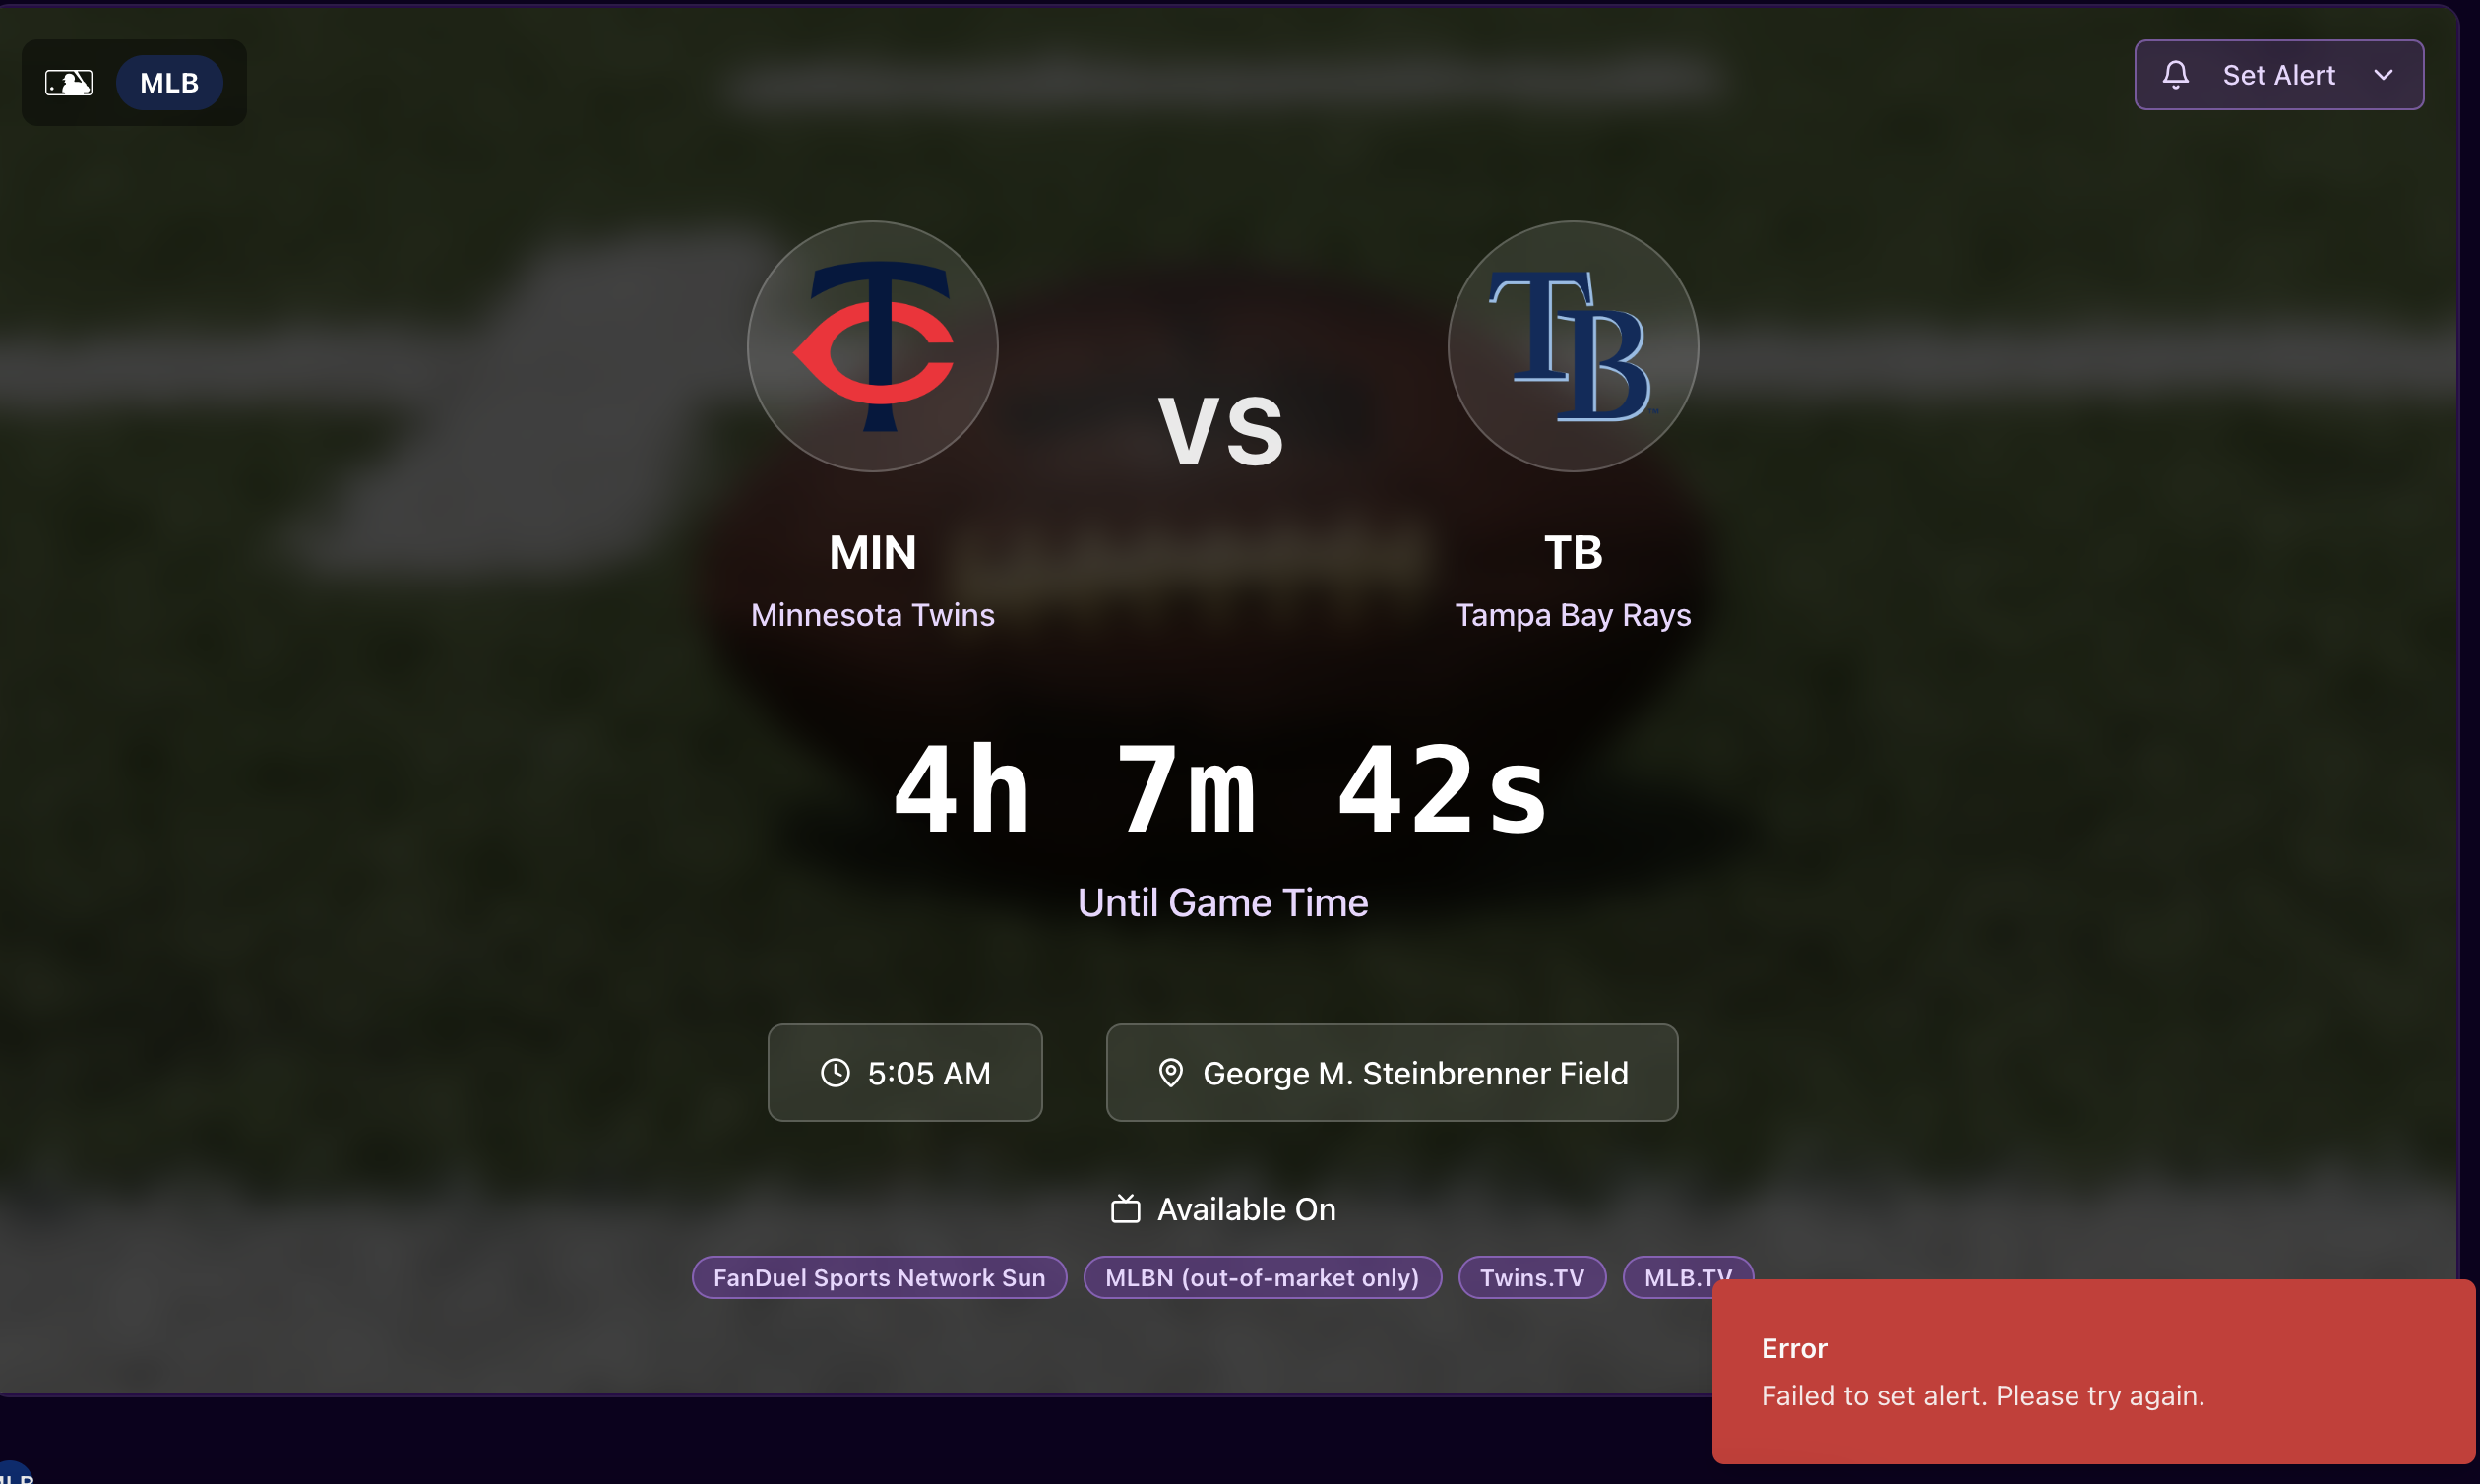 MLB
Set Alert
VS
MIN
TB
Minnesota Twins
Tampa Bay Rays
4h 7m 42s
Until Game Time
5:05 AM
George M. Steinbrenner Field
Available On
FanDuel Sports Network Sun
MLBN (out-of-market only)
Twins.TV
MLB.TV
Error
Failed to set alert. Please try again.